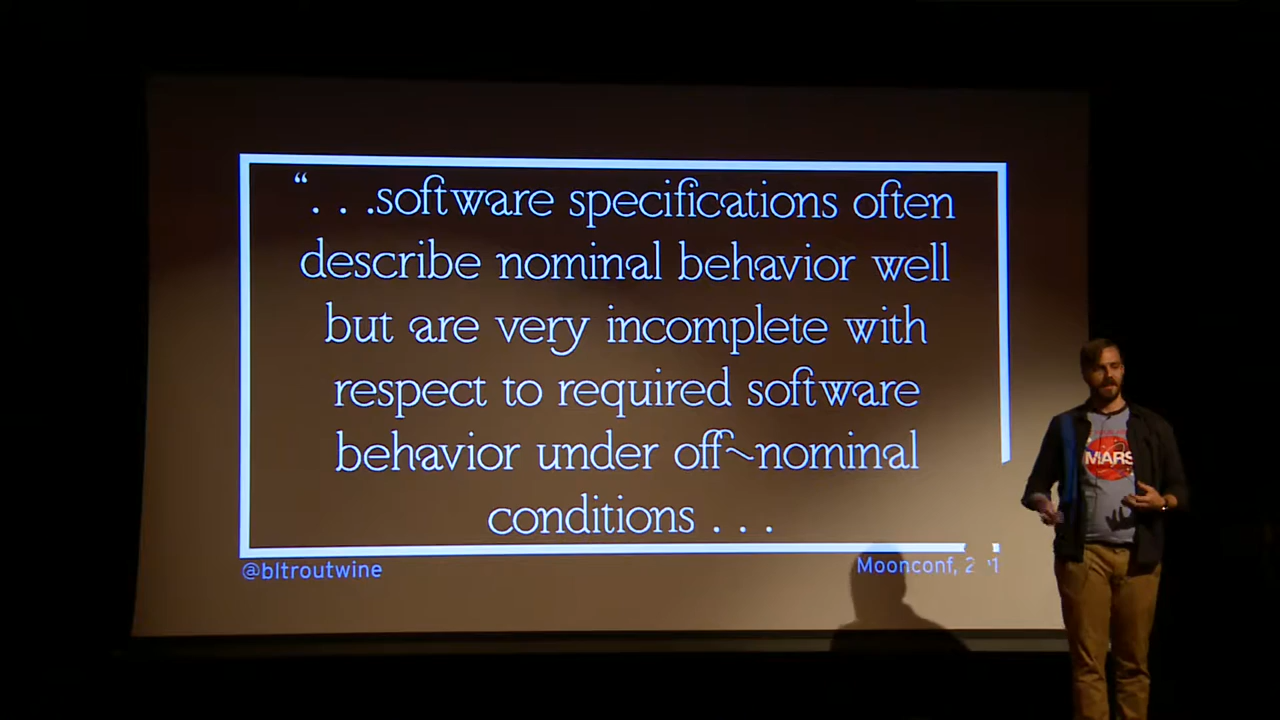 “. . .software specifications often
describe nominal behavior well
but are very incomplete with
respect to required software
behavior under off~nominal
conditions . . .
@bltroutwine
Moonconf,
MARS